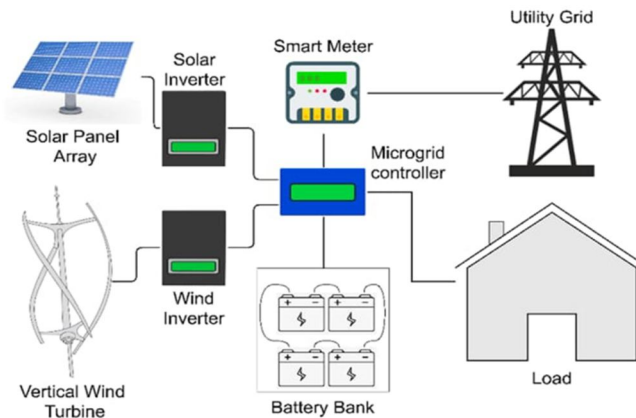 Utility Grid
Smart Meter
Solar
Inverter
Solar Panel
Array
Microgrid
controller
Wind
Inverter
Vertical Wind
Turbine
Battery Bank
Load